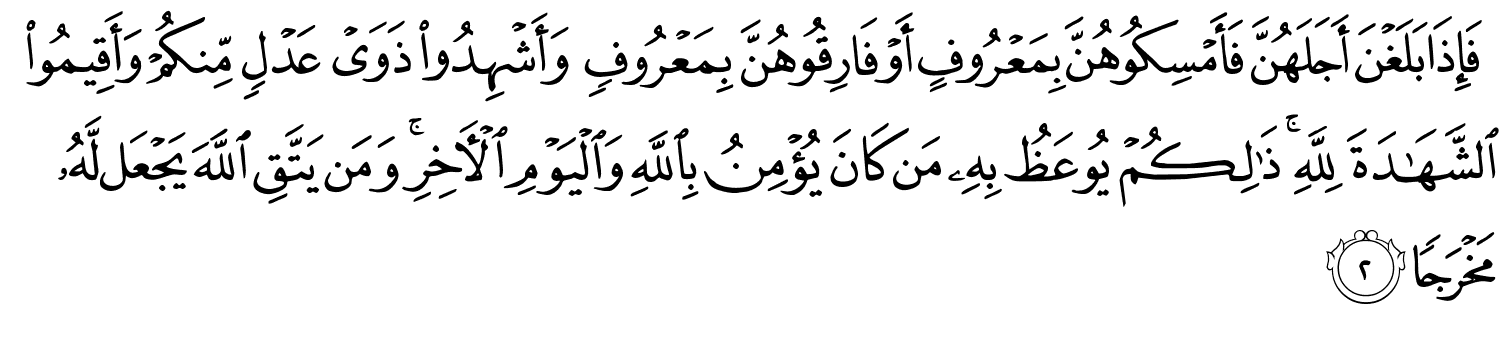 فَإِذَا بَلَغْنَ أَجَلَهُنَّ فَأَمْسِكُوهُنَّ بِمَعْرُوفٍ أَوْ فَارِقُوهُنَّ بِمَعْرُوفٍ وَأَشْهِدُوا۟ ذَوَىْ عَدْلٍ مِّنكُمْ وَأَقِيمُوا۟
ٱلشَّهَـٰدَةَ لِلَّهِ ۚ ذَٰلِكُمْ يُوعَظُ بِهِۦ مَن كَانَ يُؤْمِنُ بِٱللَّهِ وَٱلْيَوْمِ ٱلْـَٔاخِرِ ۚ وَمَن يَتَّقِ ٱللَّهَ يَجْعَل لَّهُۥ
مَخْرَجًا ٢